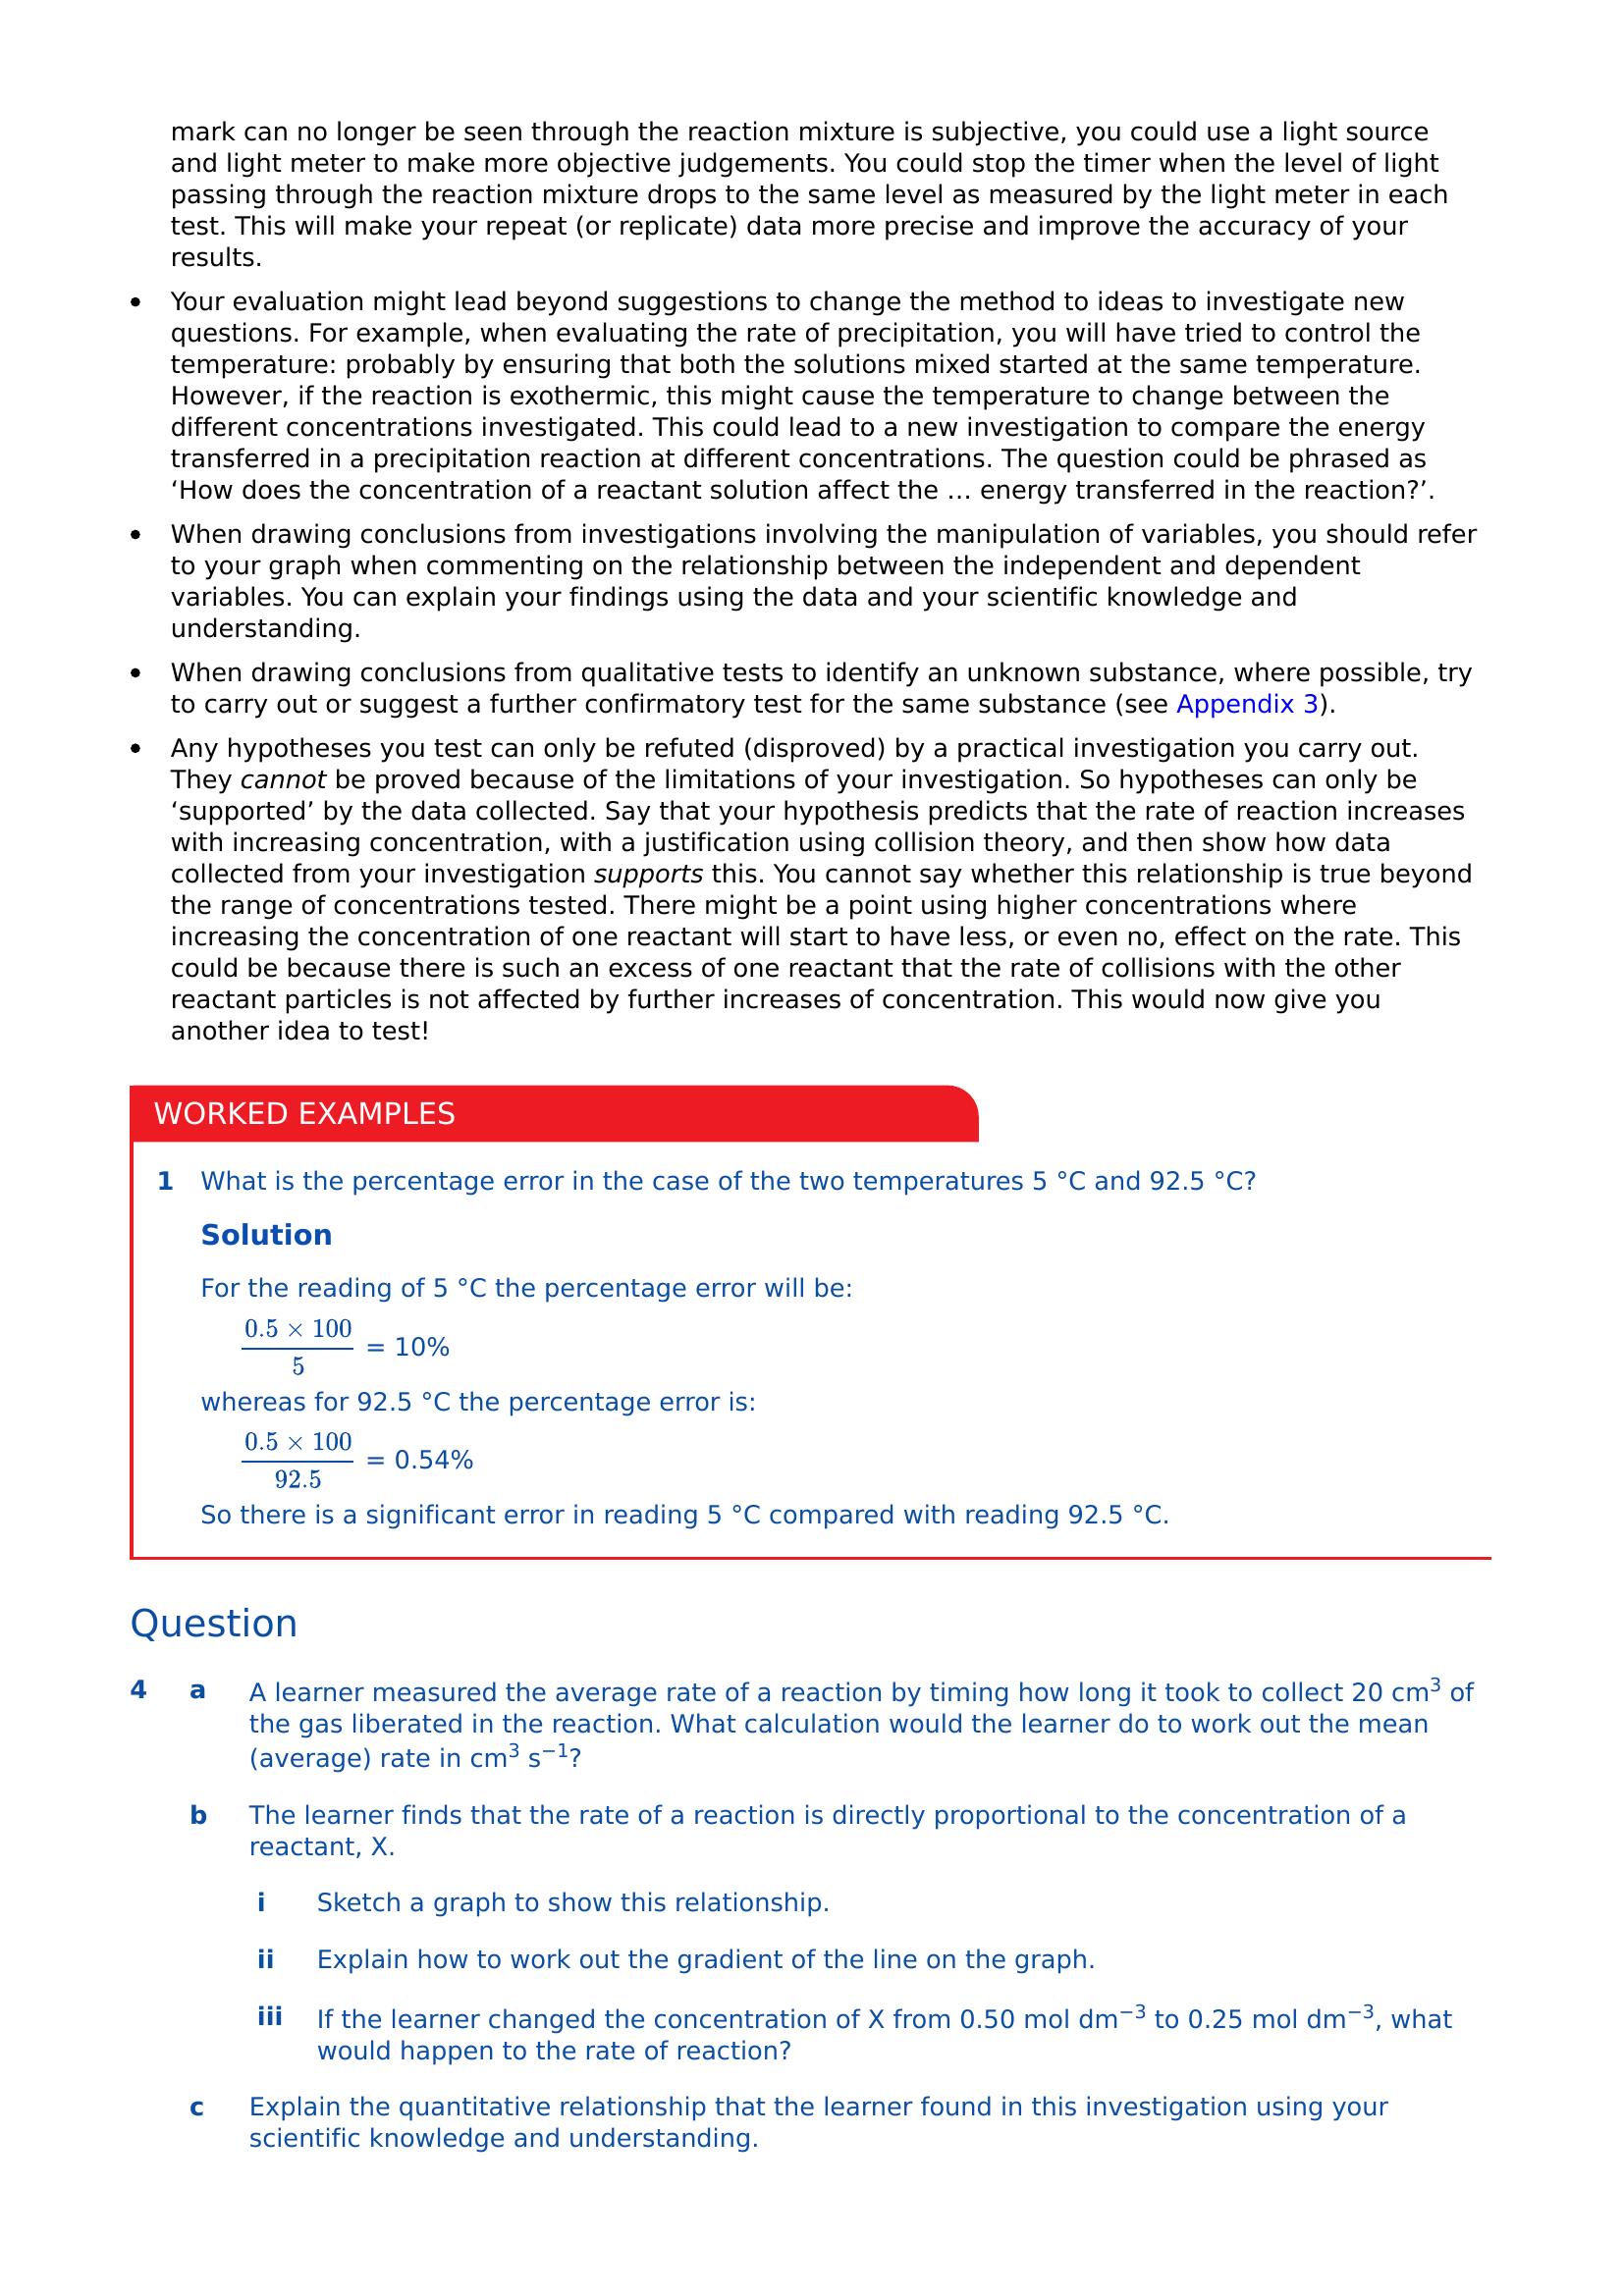 mark can no longer be seen through the reaction mixture is subjective, you could use a light source
and light meter to make more objective judgements. You could stop the timer when the level of light
passing through the reaction mixture drops to the same level as measured by the light meter in each
test. This will make your repeat (or replicate) data more precise and improve the accuracy of your
results.
• Your evaluation might lead beyond suggestions to change the method to ideas to investigate new
questions. For example, when evaluating the rate of precipitation, you will have tried to control the
temperature: probably by ensuring that both the solutions mixed started at the same temperature.
However, if the reaction is exothermic, this might cause the temperature to change between the
different concentrations investigated. This could lead to a new investigation to compare the energy
transferred in a precipitation reaction at different concentrations. The question could be phrased as
‘How does the concentration of a reactant solution affect the … energy transferred in the reaction?’.
• When drawing conclusions from investigations involving the manipulation of variables, you should refer
to your graph when commenting on the relationship between the independent and dependent
variables. You can explain your findings using the data and your scientific knowledge and
understanding.
• When drawing conclusions from qualitative tests to identify an unknown substance, where possible, try
to carry out or suggest a further confirmatory test for the same substance (see Appendix 3).
• Any hypotheses you test can only be refuted (disproved) by a practical investigation you carry out.
They cannot be proved because of the limitations of your investigation. So hypotheses can only be
‘supported’ by the data collected. Say that your hypothesis predicts that the rate of reaction increases
with increasing concentration, with a justification using collision theory, and then show how data
collected from your investigation supports this. You cannot say whether this relationship is true beyond
the range of concentrations tested. There might be a point using higher concentrations where
increasing the concentration of one reactant will start to have less, or even no, effect on the rate. This
could be because there is such an excess of one reactant that the rate of collisions with the other
reactant particles is not affected by further increases of concentration. This would now give you
another idea to test!
WORKED EXAMPLES
1 What is the percentage error in the case of the two temperatures 5 °C and 92.5 °C?
Solution
For the reading of 5 °C the percentage error will be:
0.5 × 100
5
= 10%
whereas for 92.5 °C the percentage error is:
0.5 × 100
92.5
= 0.54%
So there is a significant error in reading 5 °C compared with reading 92.5 °C.
Question
4 a A learner measured the average rate of a reaction by timing how long it took to collect 20 cm³ of
the gas liberated in the reaction. What calculation would the learner do to work out the mean
(average) rate in cm³ s⁻¹?
b The learner finds that the rate of a reaction is directly proportional to the concentration of a
reactant, X.
i Sketch a graph to show this relationship.
ii Explain how to work out the gradient of the line on the graph.
iii If the learner changed the concentration of X from 0.50 mol dm⁻³ to 0.25 mol dm⁻³, what
would happen to the rate of reaction?
c Explain the quantitative relationship that the learner found in this investigation using your
scientific knowledge and understanding.